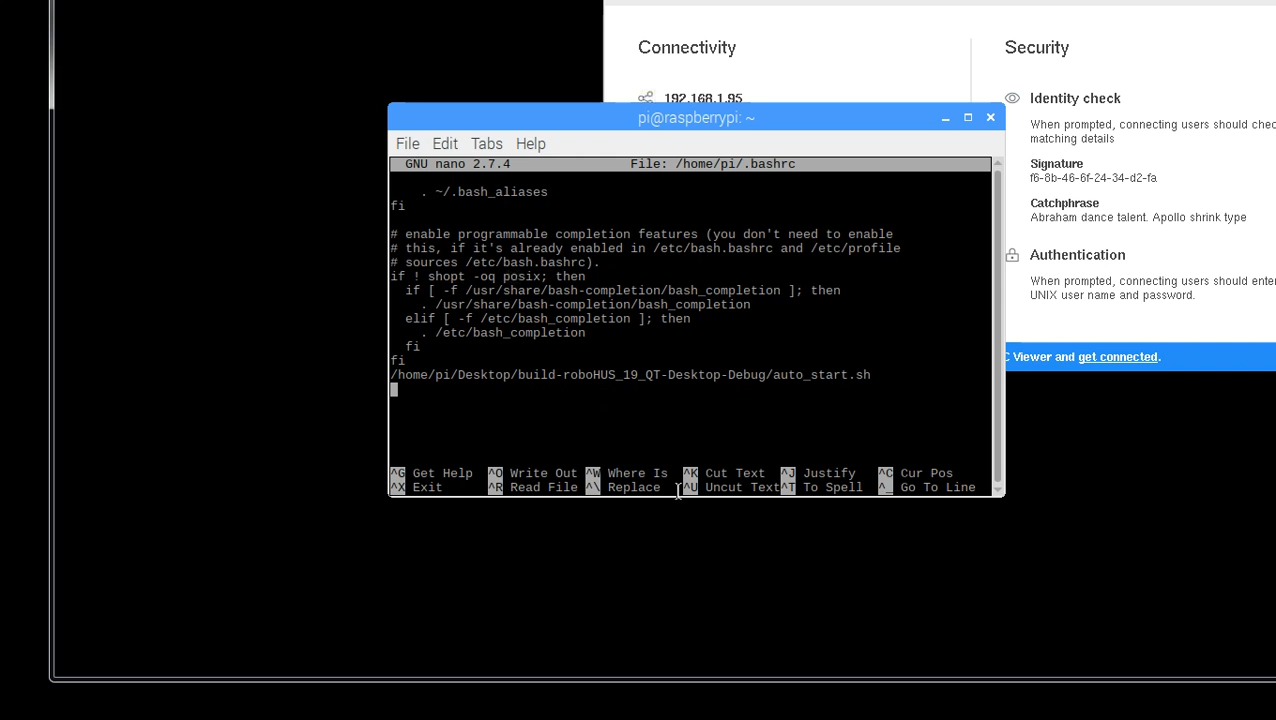 Connectivity
192.168.1.95
Security
Identity check
When prompted, connecting users should chec
matching details
Signature
f6-8b-46-6f-24-34-d2-fa
Catchphrase
Abraham dance talent. Apollo shrink type
Authentication
When prompted, connecting users should enter
UNIX user name and password.
C Viewer and get connected.
pi@raspberrypi: ~
File Edit Tabs Help
GNU nano 2.7.4 File: /home/pi/.bashrc
. ~/.bash_aliases
fi
# enable programmable completion features (you don't need to enable
# this, if it's already enabled in /etc/bash.bashrc and /etc/profile
# sources /etc/bash.bashrc).
if ! shopt -oq posix; then
if [ -f /usr/share/bash-completion/bash_completion ]; then
. /usr/share/bash-completion/bash_completion
elif [ -f /etc/bash_completion ]; then
. /etc/bash_completion
fi
fi
/home/pi/Desktop/build-roboHUS_19_QT-Desktop-Debug/auto_start.sh
^G Get Help ^O Write Out ^W Where Is ^K Cut Text ^J Justify ^C Cur Pos
^X Exit ^R Read File ^\ Replace ^U Uncut Text ^T To Spell ^_ Go To Line